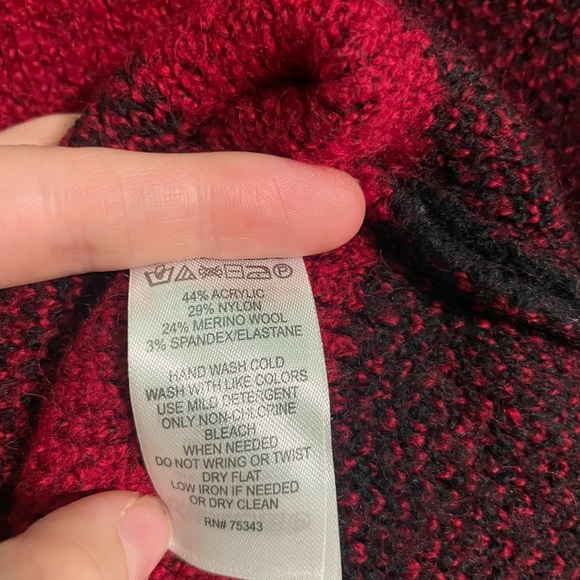 44% ACRYLIC
29% NYLON
24% MERINO WOOL
3% SPANDEX/ELASTANE
HAND WASH COLD
WASH WITH LIKE COLORS
USE MILD DETERGENT
ONLY NON-CHLORINE
BLEACH
WHEN NEEDED
DO NOT WRING OR TWIST
DRY FLAT
LOW IRON IF NEEDED
OR DRY CLEAN
RN# 75343